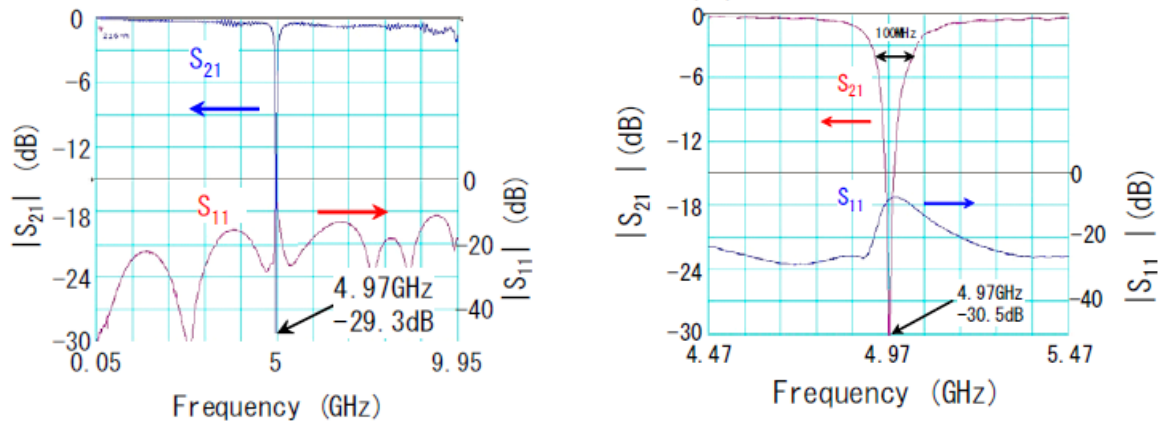 0
-6
-12
-18
-24
-30
|S21| (dB)
S21
S11
0
-20
-40
|S11| (dB)
4.97GHz
-29.3dB
0.05
5
9.95
Frequency (GHz)
0
-6
-12
-18
-24
-30
|S21| (dB)
100MHz
S21
S11
0
-20
-40
|S11| (dB)
4.97GHz
-30.5dB
4.47
4.97
5.47
Frequency (GHz)